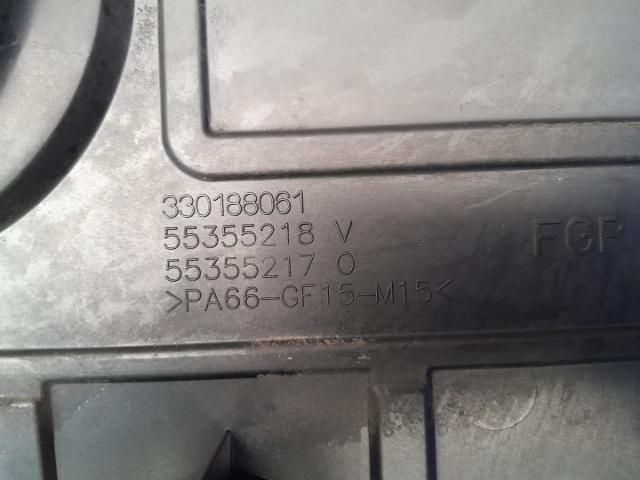 330188061
55355218 V
55355217 O
>PA66-GF15-M15<
FGP